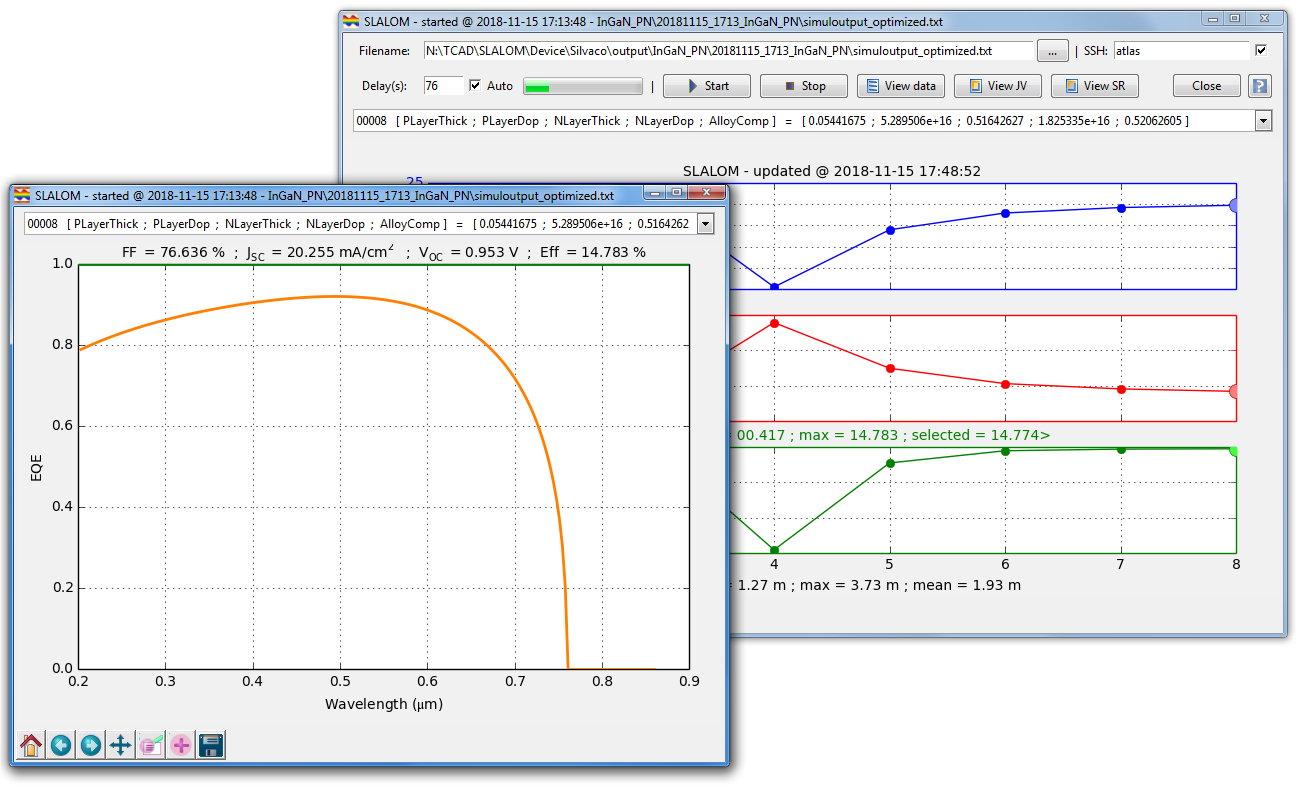 SLALOM - started @ 2018-11-15 17:13:48 - InGaN_PN\20181115_1713_InGaN_PN\simuloutput_optimized.txt
Filename: N:\TCAD\SLALOM\Device\Silvaco\output\InGaN_PN\20181115_1713_InGaN_PN\simuloutput_optimized.txt ... | SSH: atlas
Delay(s): 76 Auto | Start Stop View data View JV View SR Close ?
00008 [ PLayerThick ; PLayerDop ; NLayerThick ; NLayerDop ; AlloyComp ] = [ 0.05441675 ; 5.289506e+16 ; 0.51642627 ; 1.825335e+16 ; 0.52062605 ]
SLALOM - updated @ 2018-11-15 17:48:52
25
00.417 ; max = 14.783 ; selected = 14.774>
4 5 6 7 8
1.27 m ; max = 3.73 m ; mean = 1.93 m
SLALOM - started @ 2018-11-15 17:13:48 - InGaN_PN\20181115_1713_InGaN_PN\simuloutput_optimized.txt
00008 [ PLayerThick ; PLayerDop ; NLayerThick ; NLayerDop ; AlloyComp ] = [ 0.05441675 ; 5.289506e+16 ; 0.5164262
FF = 76.636 % ; JSC = 20.255 mA/cm² ; VOC = 0.953 V ; Eff = 14.783 %
1.0
0.8
0.6
EQE
0.4
0.2
0.0
0.2 0.3 0.4 0.5 0.6 0.7 0.8 0.9
Wavelength (μm)